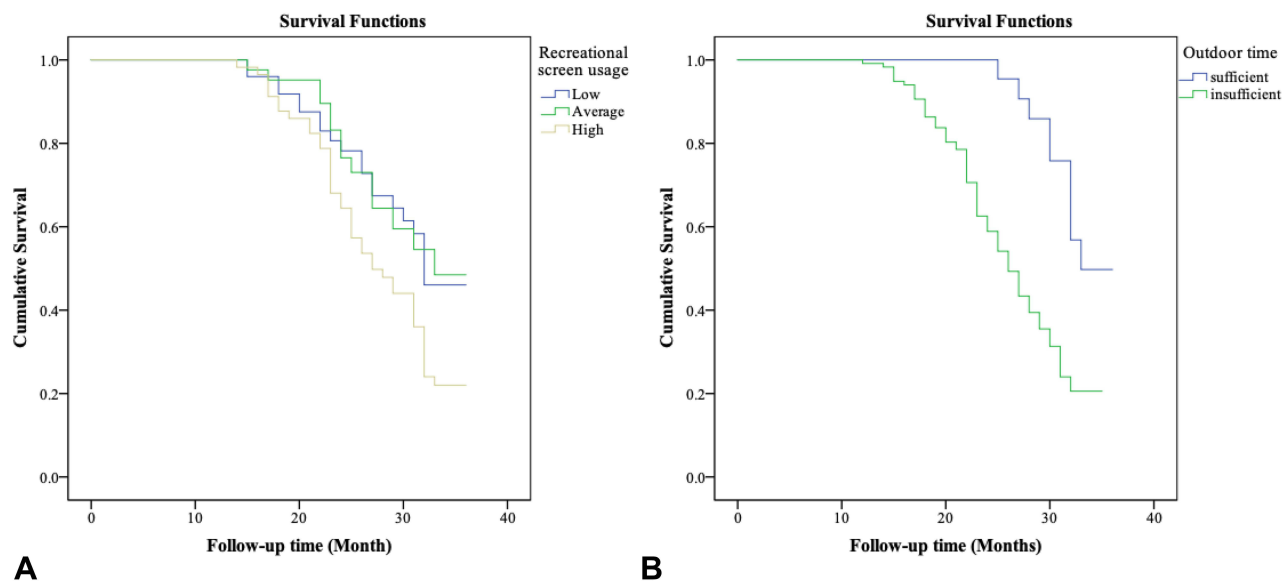 Survival Functions
Recreational
screen usage
Low
Average
High
1.0
0.8
0.6
0.4
0.2
0.0
Cumulative Survival
0 10 20 30 40
Follow-up time (Month)
A
Survival Functions
Outdoor time
sufficient
insufficient
1.0
0.8
0.6
0.4
0.2
0.0
Cumulative Survival
0 10 20 30 40
Follow-up time (Months)
B